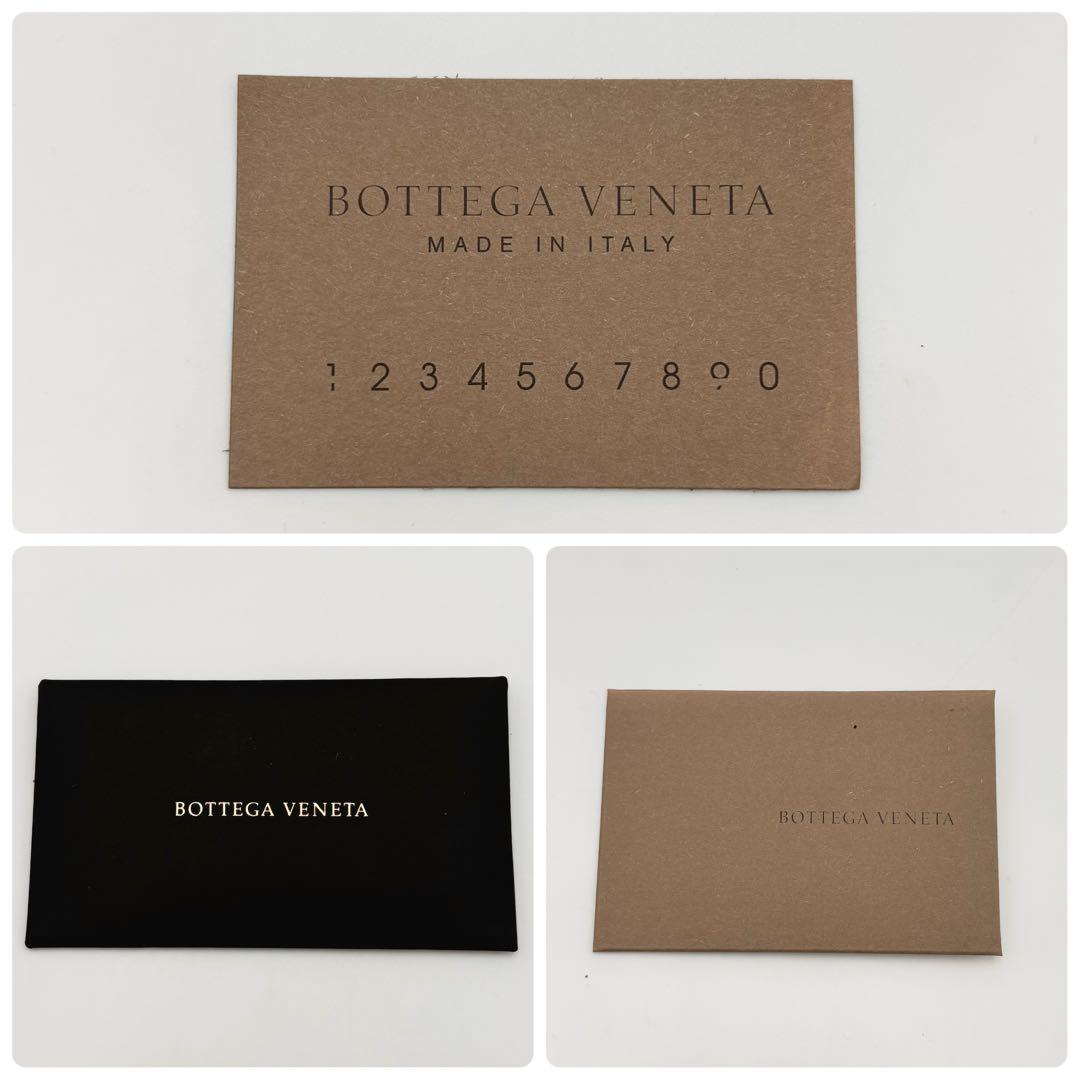 BOTTEGA VENETA
MADE IN ITALY
1 2 3 4 5 6 7 8 9 0
BOTTEGA VENETA
BOTTEGA VENETA